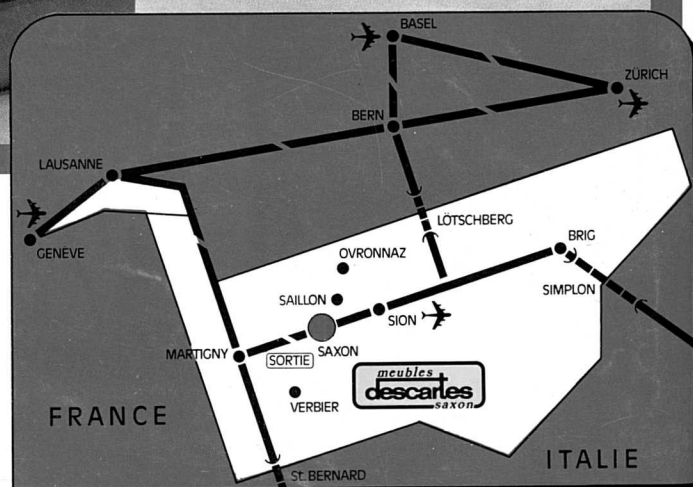 BASEL
ZÜRICH
BERN
LAUSANNE
GENÈVE
LÖTSCHBERG
BRIG
OVRONNAZ
SIMPLON
SAILLON
SION
MARTIGNY
SORTIE
SAXON
meubles
descartes
saxon
VERBIER
FRANCE
ITALIE
St. BERNARD